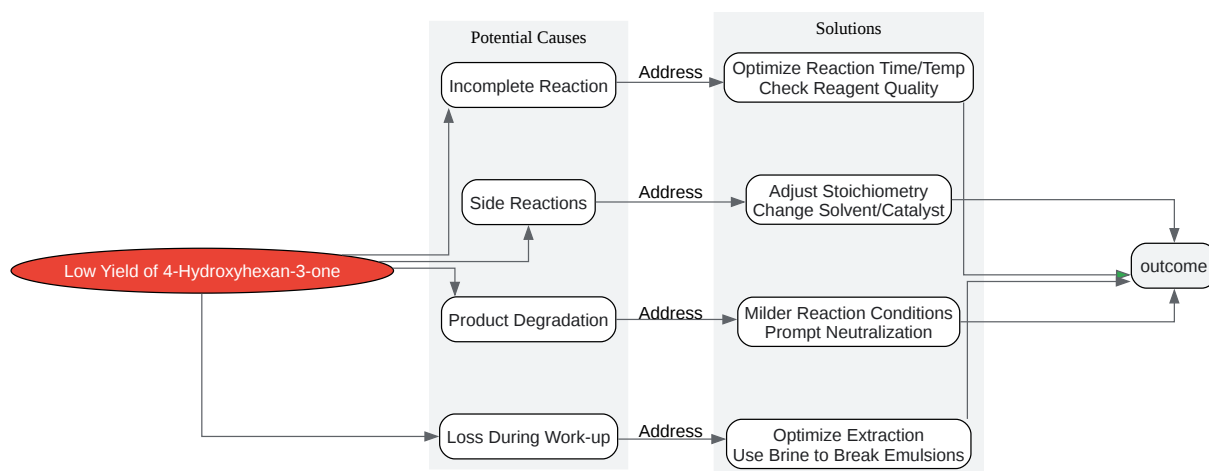 Potential Causes
Solutions
Incomplete Reaction
Address
Optimize Reaction Time/Temp
Check Reagent Quality
Side Reactions
Address
Adjust Stoichiometry
Change Solvent/Catalyst
Low Yield of 4-Hydroxyhexan-3-one
outcome
Product Degradation
Address
Milder Reaction Conditions
Prompt Neutralization
Loss During Work-up
Address
Optimize Extraction
Use Brine to Break Emulsions